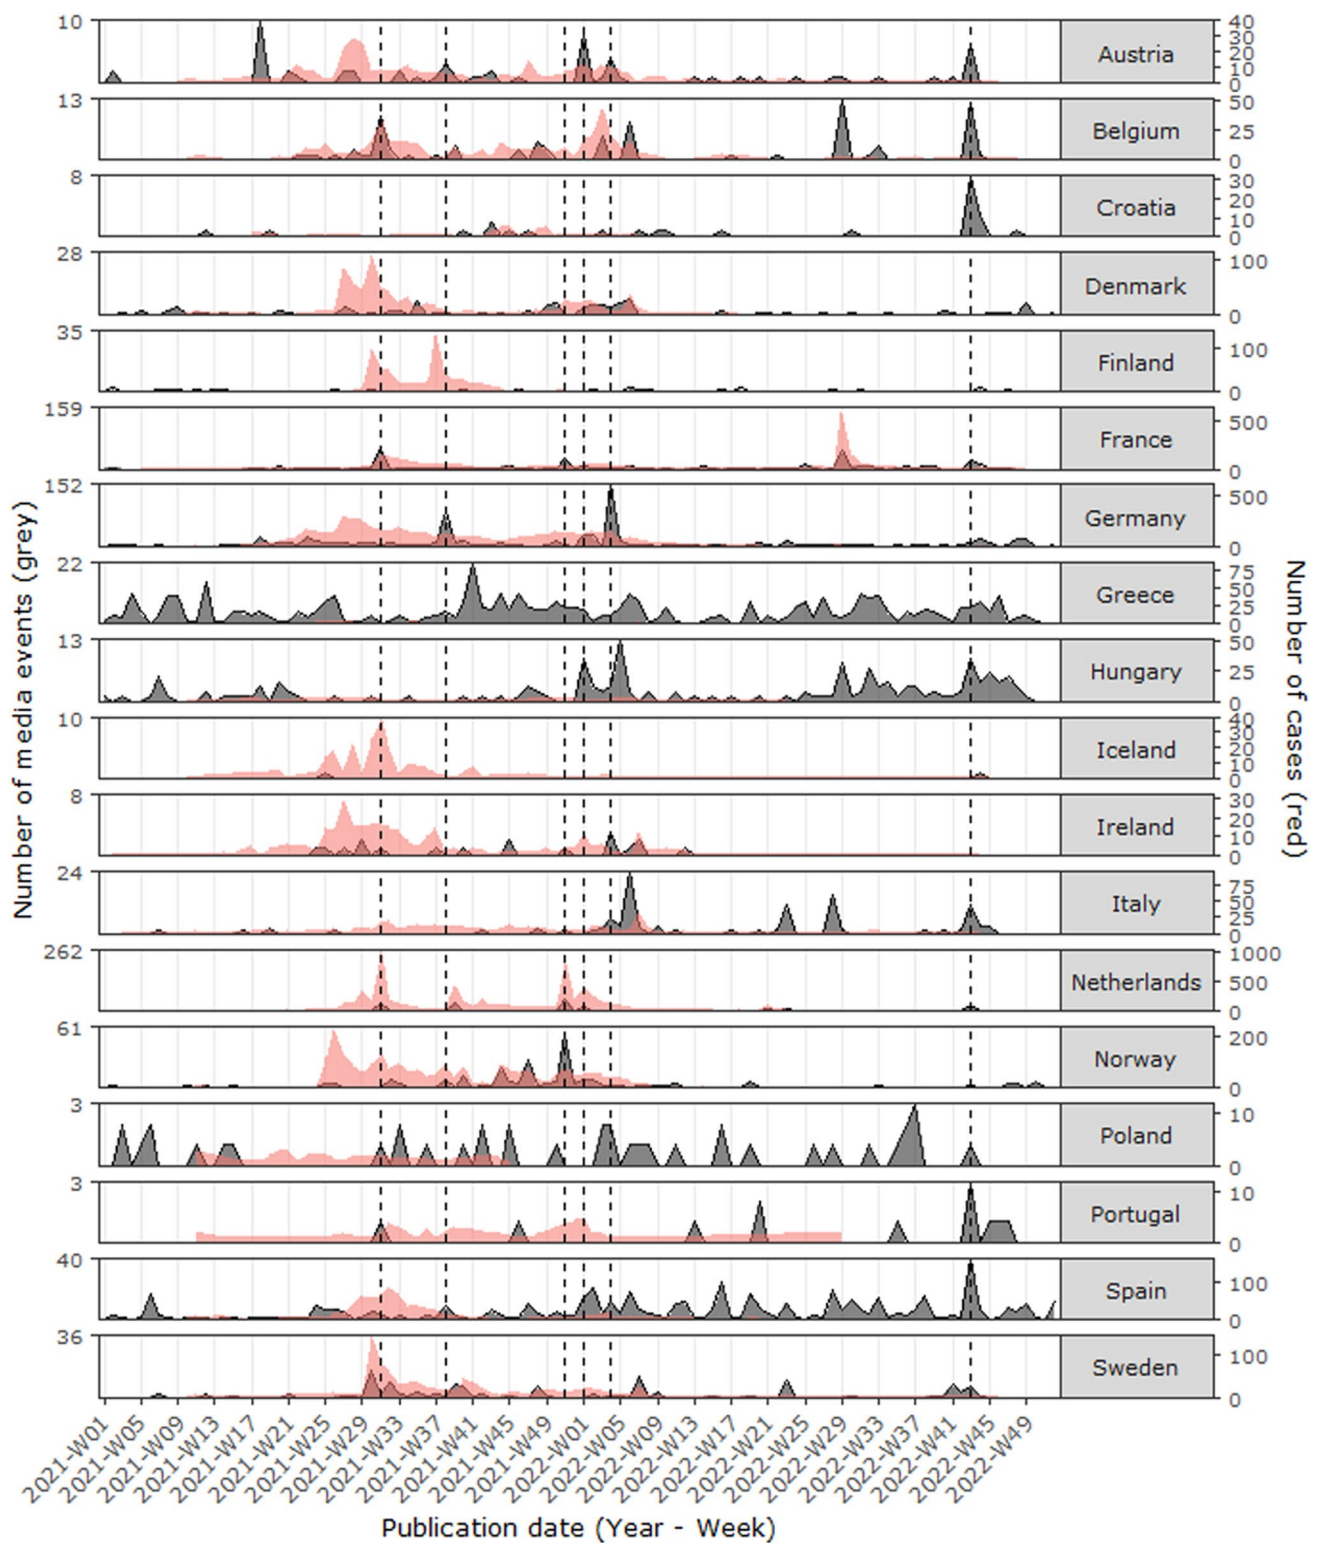 10
40
30
20
10
0
Austria
13
50
25
0
Belgium
8
30
20
10
0
Croatia
28
100
0
Denmark
35
100
0
Finland
159
500
0
France
152
500
0
Germany
22
75
50
25
0
Greece
13
50
25
0
Hungary
10
40
30
20
10
0
Iceland
8
30
20
10
0
Ireland
24
75
50
25
0
Italy
262
1000
500
0
Netherlands
61
200
0
Norway
3
10
0
Poland
3
10
0
Portugal
40
100
0
Spain
36
100
0
Sweden
Number of media events (grey)
Number of cases (red)
2021-W01
2021-W05
2021-W09
2021-W13
2021-W17
2021-W21
2021-W25
2021-W29
2021-W33
2021-W37
2021-W41
2021-W45
2021-W49
2022-W01
2022-W05
2022-W09
2022-W13
2022-W17
2022-W21
2022-W25
2022-W29
2022-W33
2022-W37
2022-W41
2022-W45
2022-W49
Publication date (Year - Week)